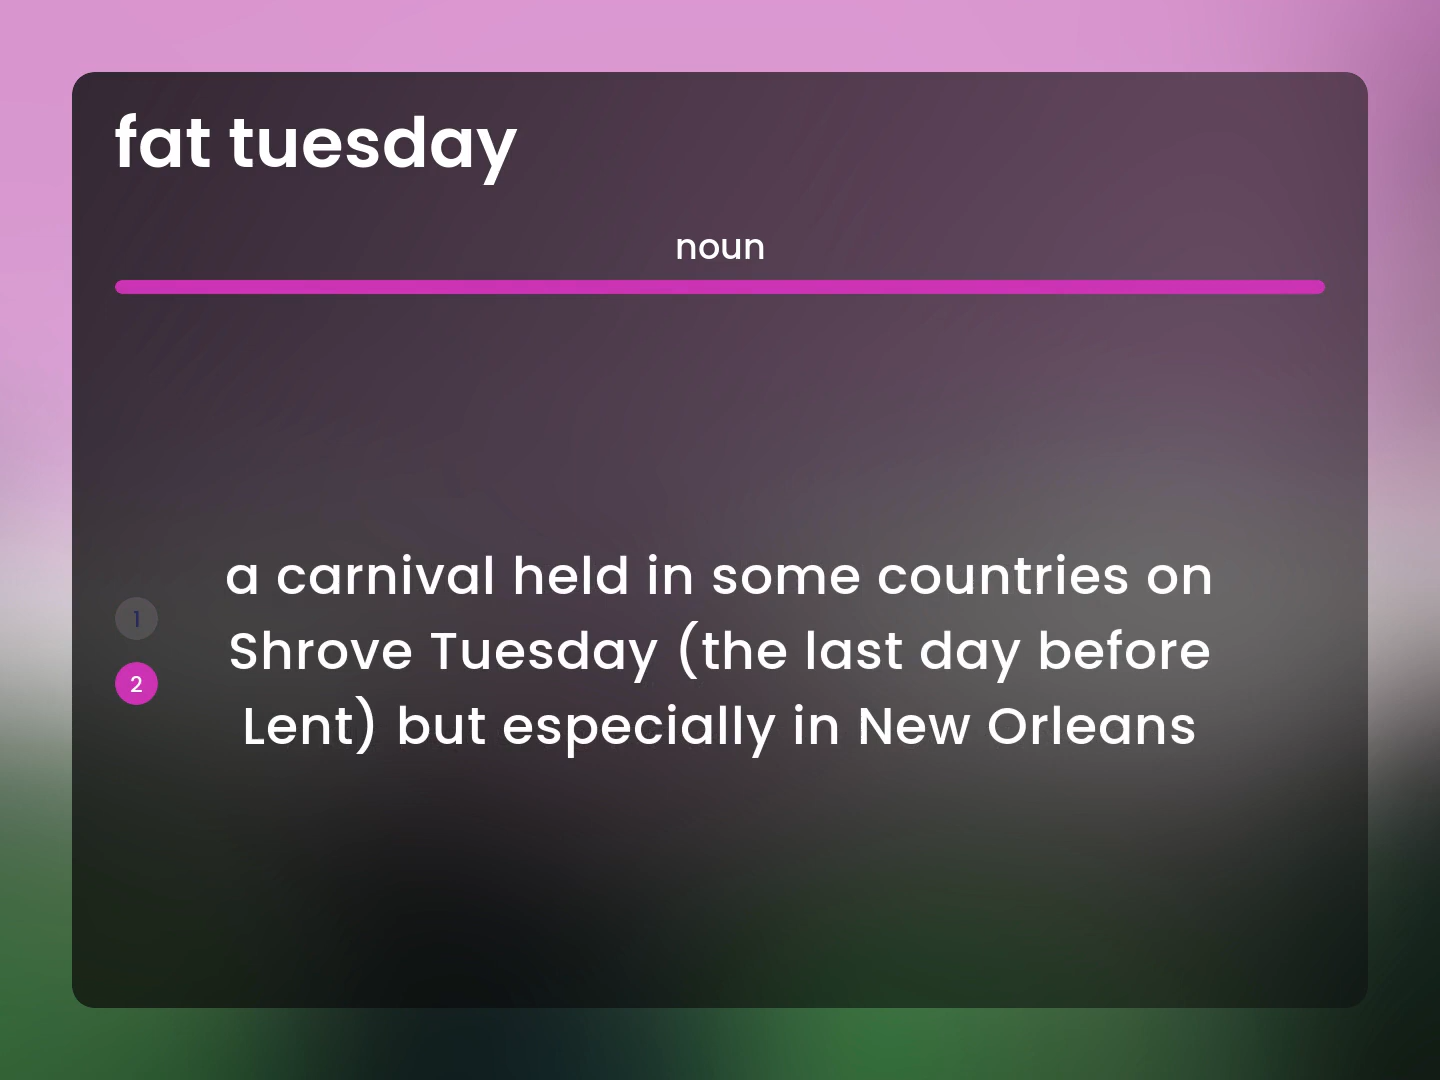 fat tuesday
noun
1
2
a carnival held in some countries on
Shrove Tuesday (the last day before
Lent) but especially in New Orleans